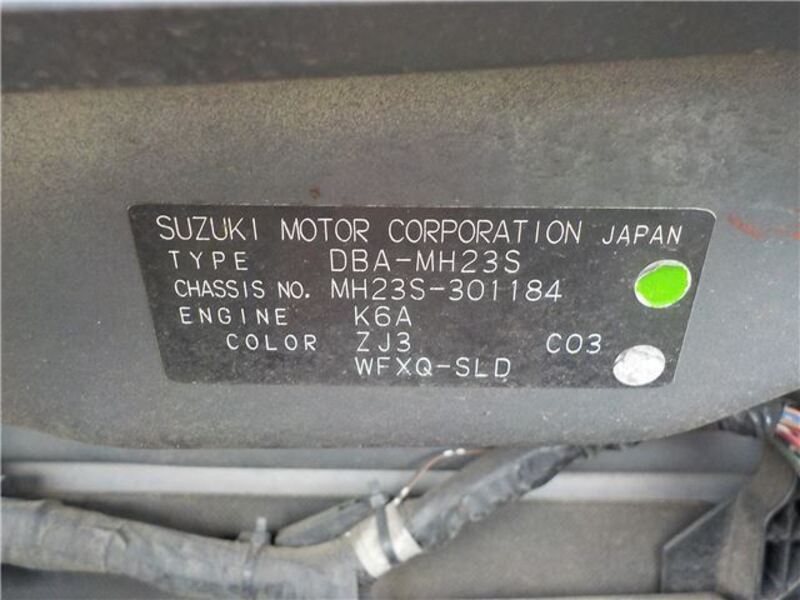 SUZUKI MOTOR CORPORATION JAPAN
TYPE DBA-MH23S
CHASSIS NO. MH23S-301184
ENGINE K6A
COLOR ZJ3 C03
WFXQ-SLD